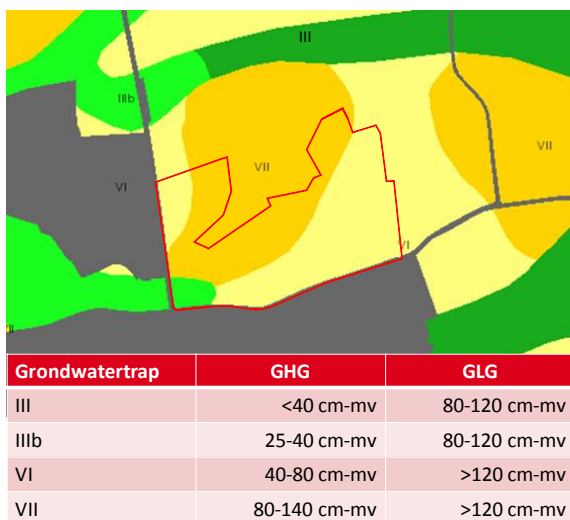 III
IIIb
VII
VII
VI
VI
Grondwatertrap GHG GLG
III <40 cm-mv 80-120 cm-mv
IIIb 25-40 cm-mv 80-120 cm-mv
VI 40-80 cm-mv >120 cm-mv
VII 80-140 cm-mv >120 cm-mv